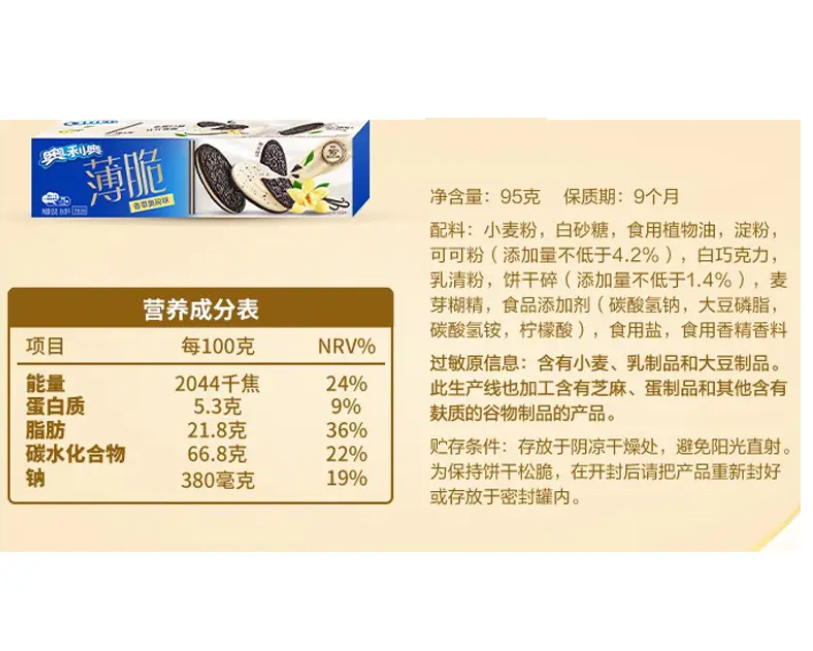 奥利奥
薄脆
香草慕斯味
营养成分表
项目 每100克 NRV%
能量 2044千焦 24%
蛋白质 5.3克 9%
脂肪 21.8克 36%
碳水化合物 66.8克 22%
钠 380毫克 19%
净含量：95克 保质期：9个月
配料：小麦粉，白砂糖，食用植物油，淀粉，
可可粉（添加量不低于4.2%），白巧克力，
乳清粉，饼干碎（添加量不低于1.4%），麦
芽糊精，食品添加剂（碳酸氢钠，大豆磷脂，
碳酸氢铵，柠檬酸），食用盐，食用香精香料
过敏原信息：含有小麦、乳制品和大豆制品。
此生产线也加工含有芝麻、蛋制品和其他含有
麸质的谷物制品的产品。
贮存条件：存放于阴凉干燥处，避免阳光直射。
为保持饼干松脆，在开封后请把产品重新封好
或存放于密封罐内。